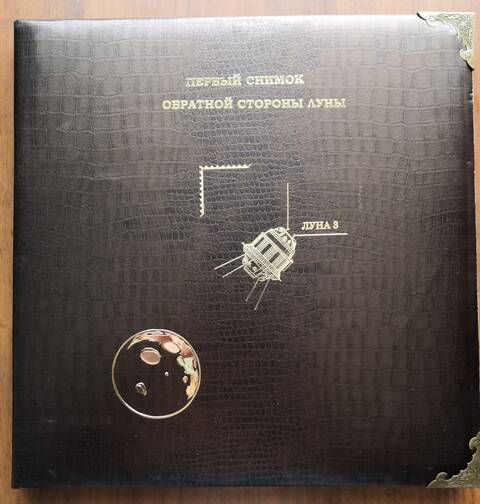 ПЕРВЫЙ СНИМОК
ОБРАТНОЙ СТОРОНЫ ЛУНЫ
ЛУНА 3